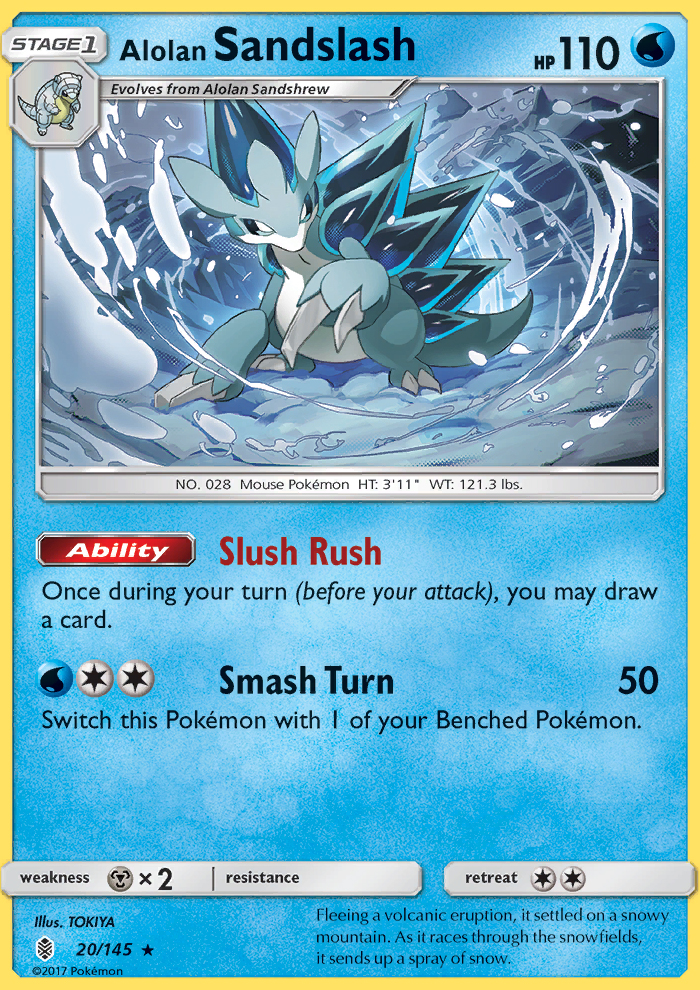 STAGE1
Alolan Sandslash
HP110
Evolves from Alolan Sandshrew
NO. 028 Mouse Pokémon HT: 3'11" WT: 121.3 lbs.
Ability Slush Rush
Once during your turn (before your attack), you may draw
a card.
Smash Turn 50
Switch this Pokémon with 1 of your Benched Pokémon.
weakness ×2 resistance retreat
Illus. TOKIYA
20/145 ★
©2017 Pokémon
Fleeing a volcanic eruption, it settled on a snowy
mountain. As it races through the snowfields,
it sends up a spray of snow.